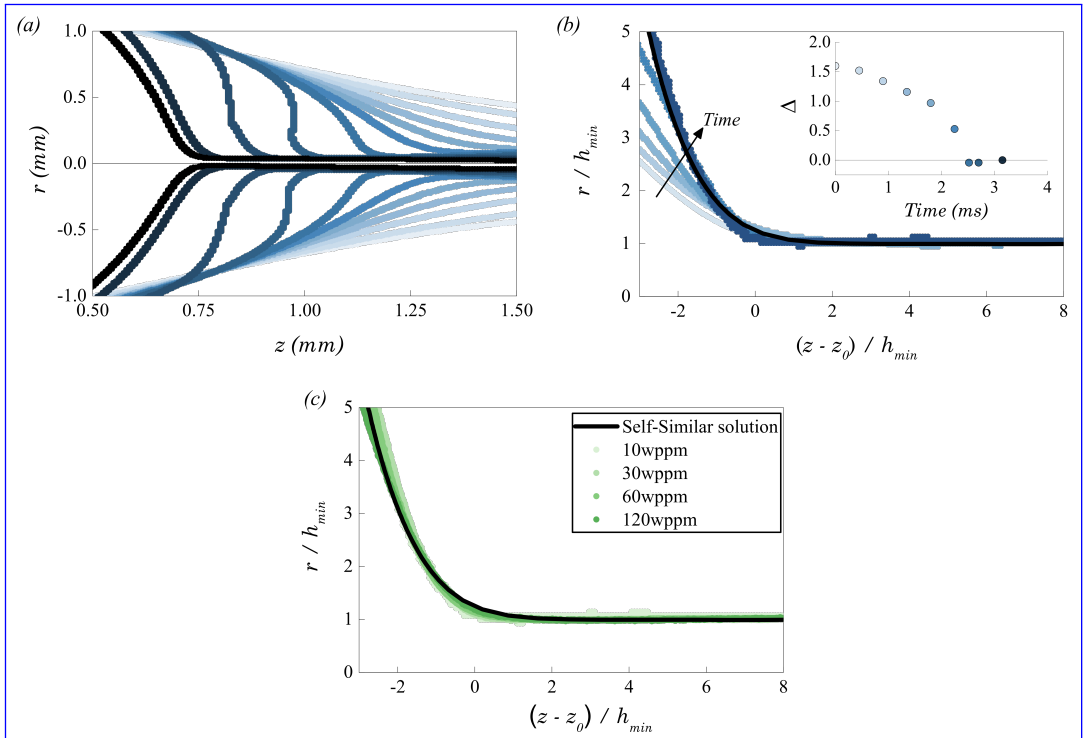 (a)
r (mm)
1.0
0.5
0.0
-0.5
-1.0
0.50 0.75 1.00 1.25 1.50
z (mm)
(b)
r / h_min
5
4
3
2
1
0
-2 0 2 4 6 8
(z - z_0) / h_min
Time
Δ
2.0
1.5
1.0
0.5
0.0
0 1 2 3 4
Time (ms)
(c)
r / h_min
5
4
3
2
1
0
-2 0 2 4 6 8
(z - z_0) / h_min
Self-Similar solution
10wppm
30wppm
60wppm
120wppm